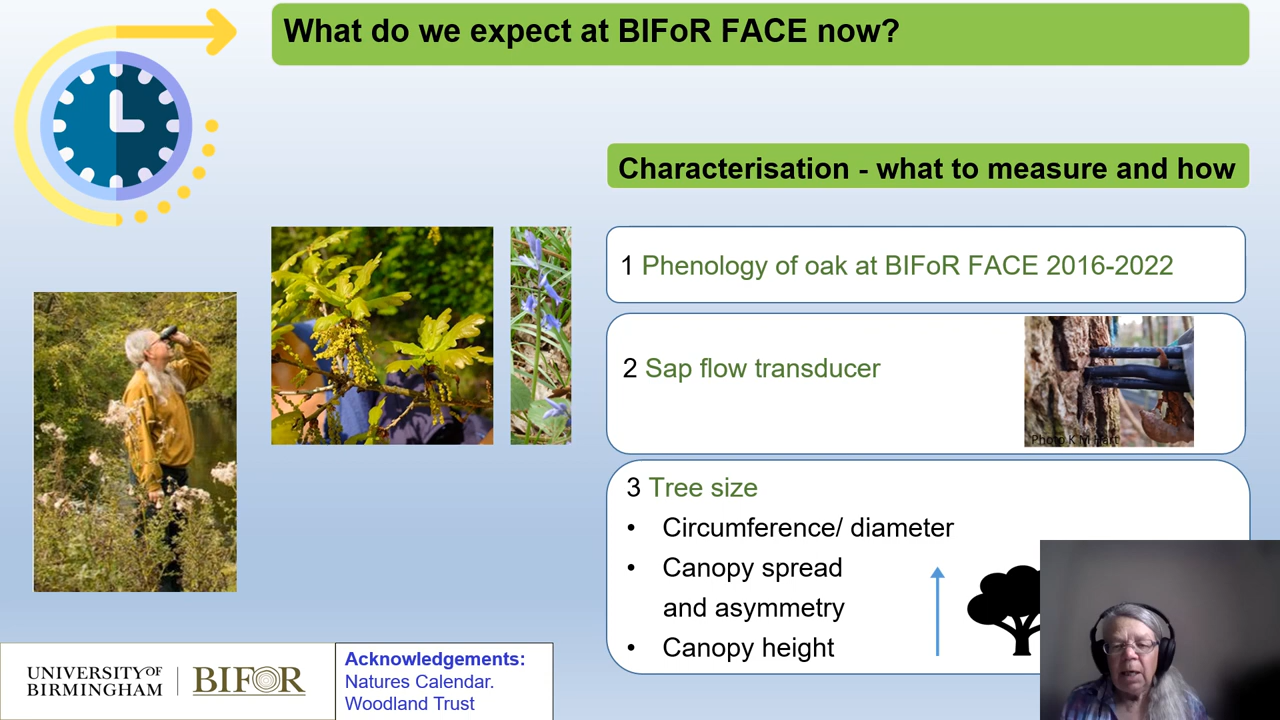 What do we expect at BIFoR FACE now?
Characterisation - what to measure and how
1 Phenology of oak at BIFoR FACE 2016-2022
2 Sap flow transducer
Photo K M Hart
3 Tree size
• Circumference/ diameter
• Canopy spread
and asymmetry
• Canopy height
UNIVERSITY OF
BIRMINGHAM
BIFOR
Acknowledgements:
Natures Calendar.
Woodland Trust